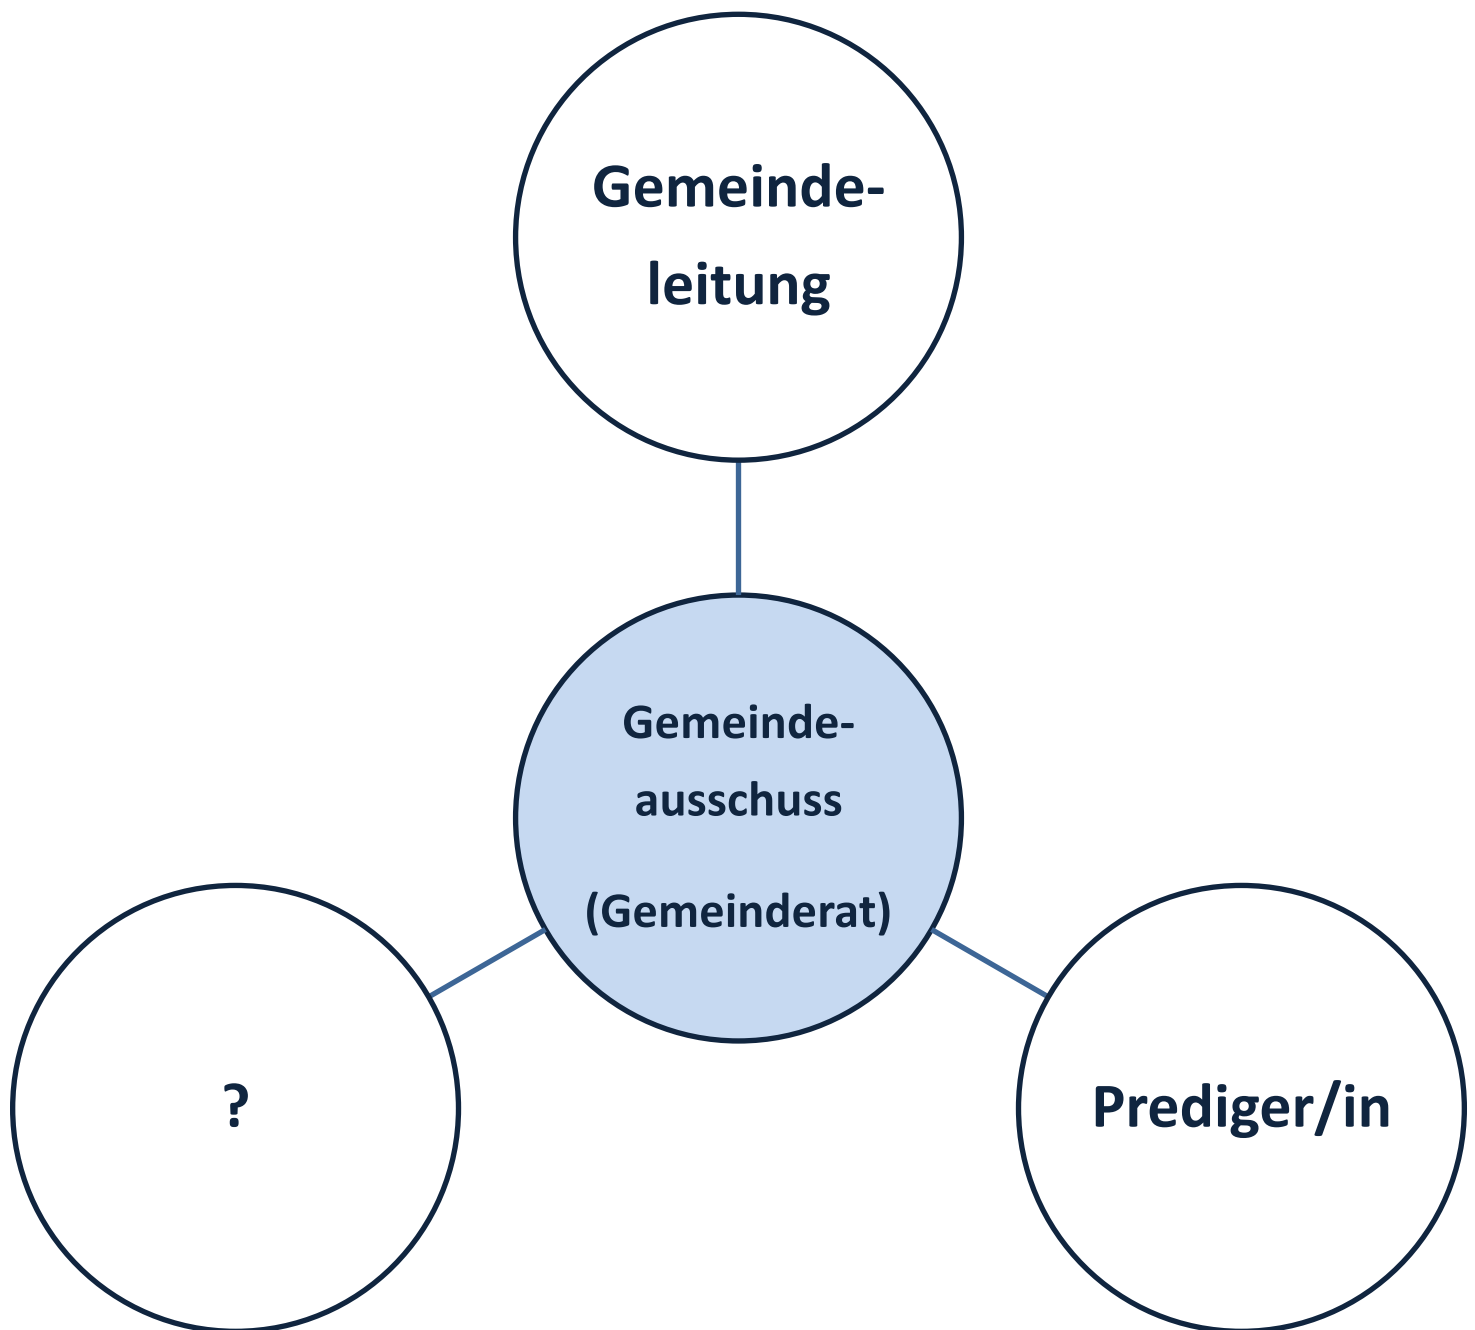 Gemeinde-
leitung
Gemeinde-
ausschuss
(Gemeinderat)
?
Prediger/in